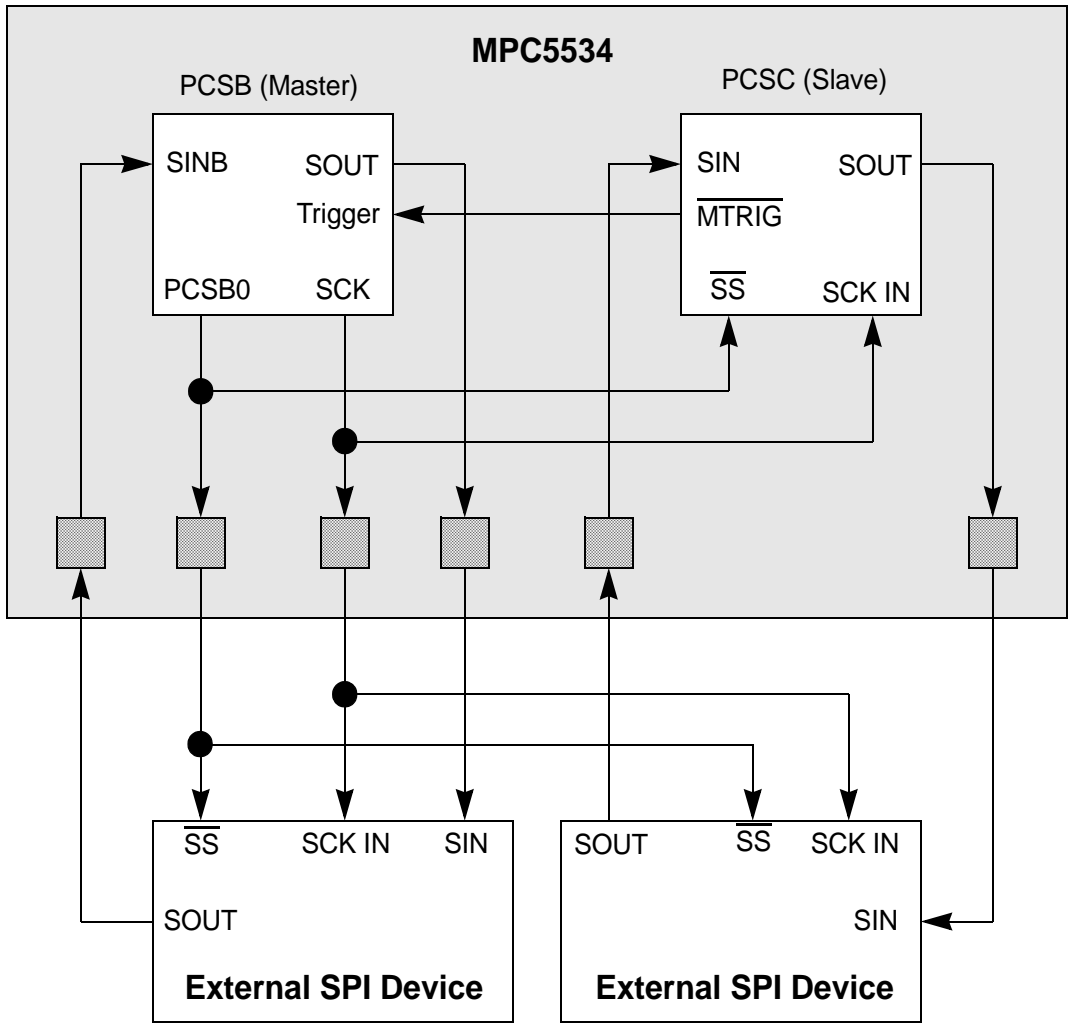 MPC5534
PCSB (Master)
PCSC (Slave)
SINB
SOUT
Trigger
PCSB0
SCK
SIN
SOUT
MTRIG
SS
SCK IN
SS
SCK IN
SIN
SOUT
External SPI Device
SOUT
SS
SCK IN
SIN
External SPI Device